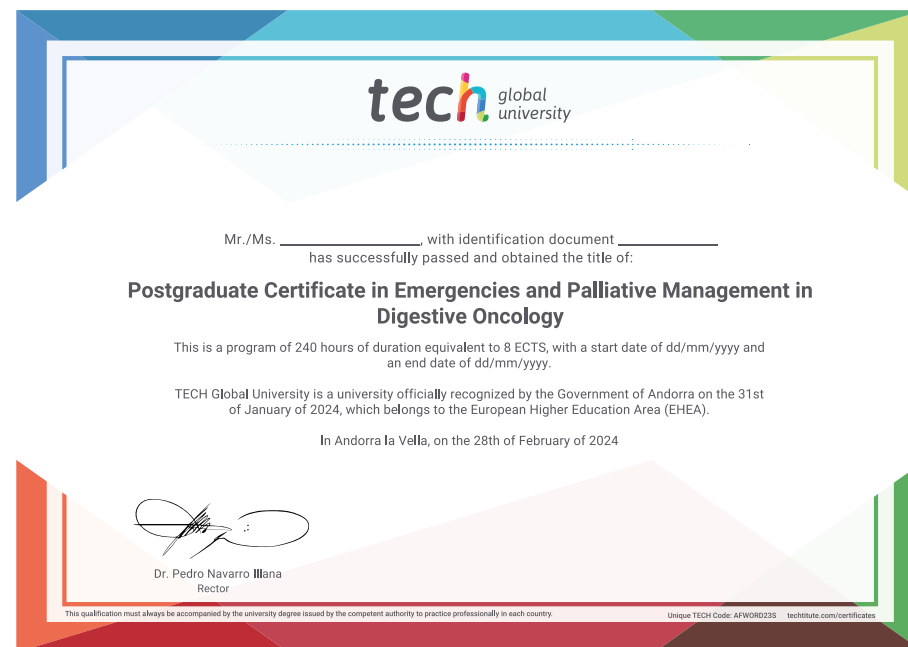 tech global
university
Mr./Ms. ____________, with identification document ____________
has successfully passed and obtained the title of:
Postgraduate Certificate in Emergencies and Palliative Management in
Digestive Oncology
This is a program of 240 hours of duration equivalent to 8 ECTS, with a start date of dd/mm/yyyy and
an end date of dd/mm/yyyy.
TECH Global University is a university officially recognized by the Government of Andorra on the 31st
of January of 2024, which belongs to the European Higher Education Area (EHEA).
In Andorra la Vella, on the 28th of February of 2024
Dr. Pedro Navarro Illana
Rector
This qualification must always be accompanied by the university degree issued by the competent authority to practice professionally in each country.
Unique TECH Code: AFWORD23S techtitute.com/certificates